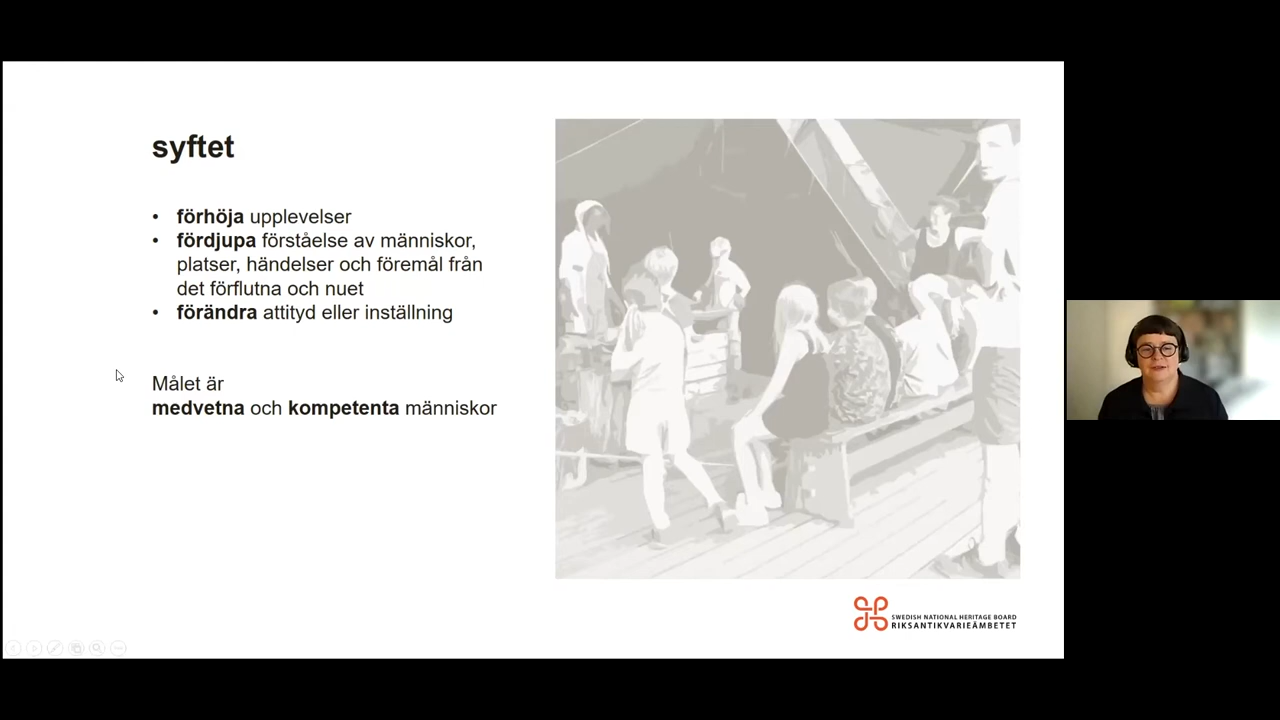 syftet
• förhöja upplevelser
• fördjupa förståelse av människor,
platser, händelser och föremål från
det förflutna och nuet
• förändra attityd eller inställning
Målet är
medvetna och kompetenta människor
SWEDISH NATIONAL HERITAGE BOARD
RIKSANTIKVARIEÄMBETET